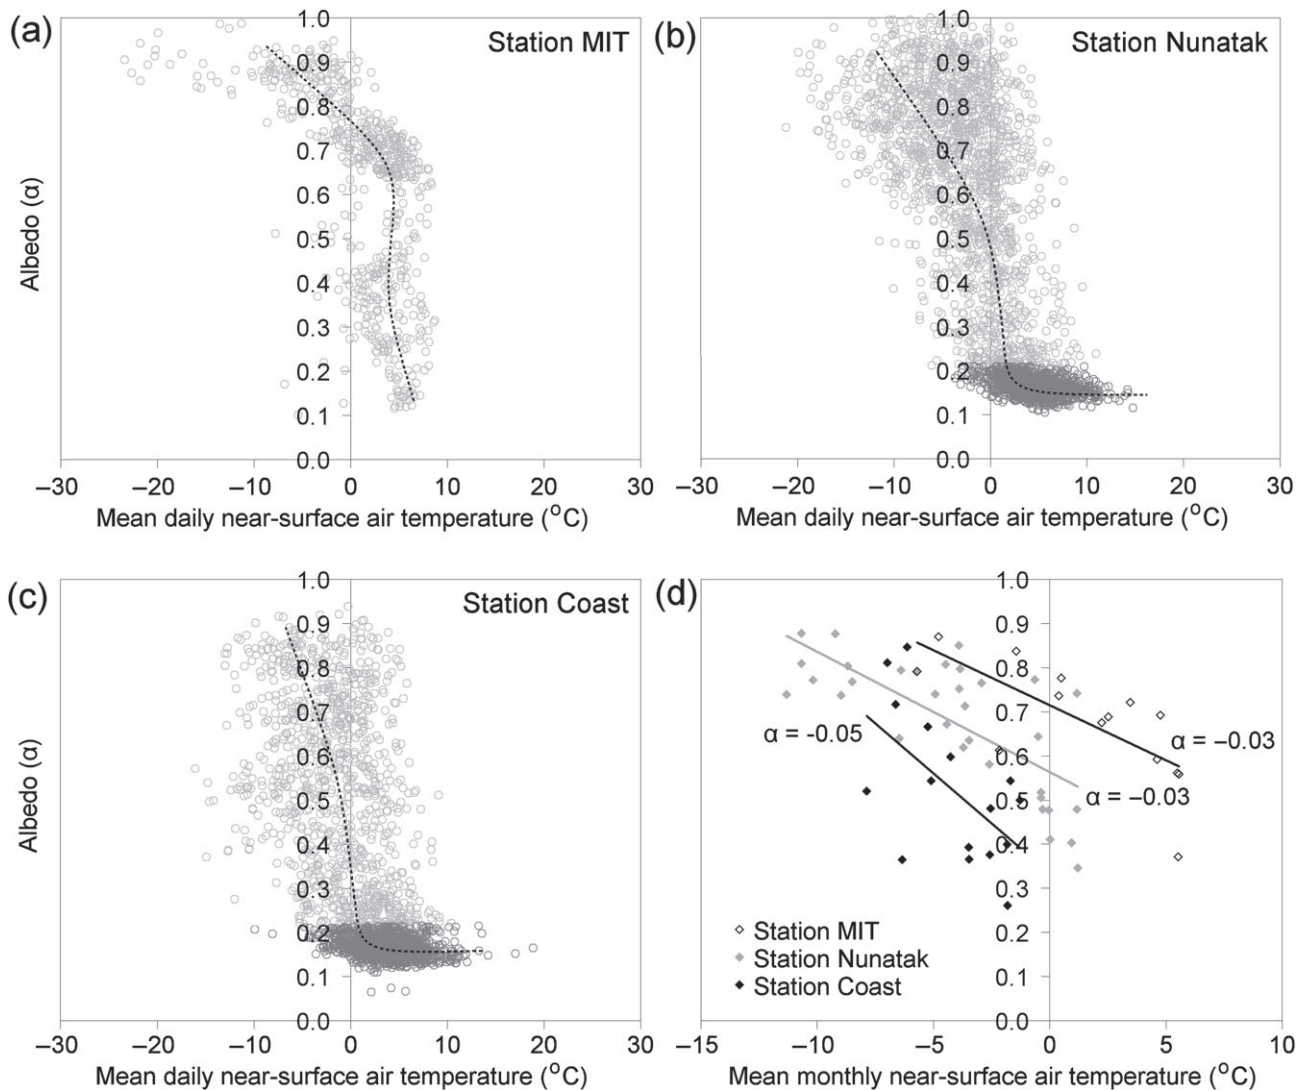 (a)
Station MIT
1.0
0.9
0.8
0.7
0.6
0.5
0.4
0.3
0.2
0.1
0.0
Albedo (α)
–30 –20 –10 0 10 20 30
Mean daily near-surface air temperature (°C)
(b)
Station Nunatak
1.0
0.9
0.8
0.7
0.6
0.5
0.4
0.3
0.2
0.1
0.0
–30 –20 –10 0 10 20 30
Mean daily near-surface air temperature (°C)
(c)
Station Coast
1.0
0.9
0.8
0.7
0.6
0.5
0.4
0.3
0.2
0.1
0.0
Albedo (α)
–30 –20 –10 0 10 20 30
Mean daily near-surface air temperature (°C)
(d)
1.0
0.9
0.8
0.7
0.6
0.5
0.4
0.3
0.2
0.1
0.0
α = -0.05
α = –0.03
α = –0.03
Station MIT
Station Nunatak
Station Coast
–15 –10 –5 0 5 10
Mean monthly near-surface air temperature (°C)